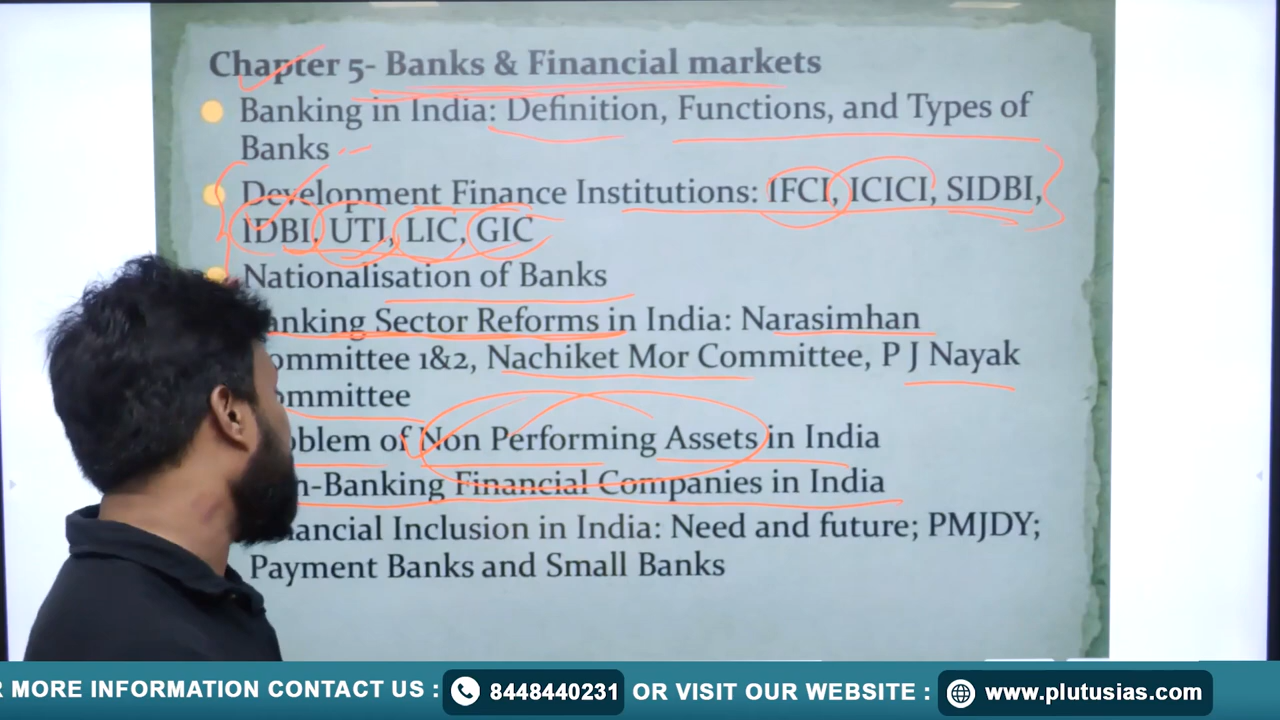 Chapter 5- Banks & Financial markets
Banking in India: Definition, Functions, and Types of
Banks
Development Finance Institutions: IFCI, ICICI, SIDBI,
IDBI, UTI, LIC, GIC
Nationalisation of Banks
anking Sector Reforms in India: Narasimhan
ommittee 1&2, Nachiket Mor Committee, P J Nayak
ommittee
oblem of Non Performing Assets in India
n-Banking Financial Companies in India
ancial Inclusion in India: Need and future; PMJDY;
Payment Banks and Small Banks
R MORE INFORMATION CONTACT US : 8448440231 OR VISIT OUR WEBSITE : www.plutusias.com